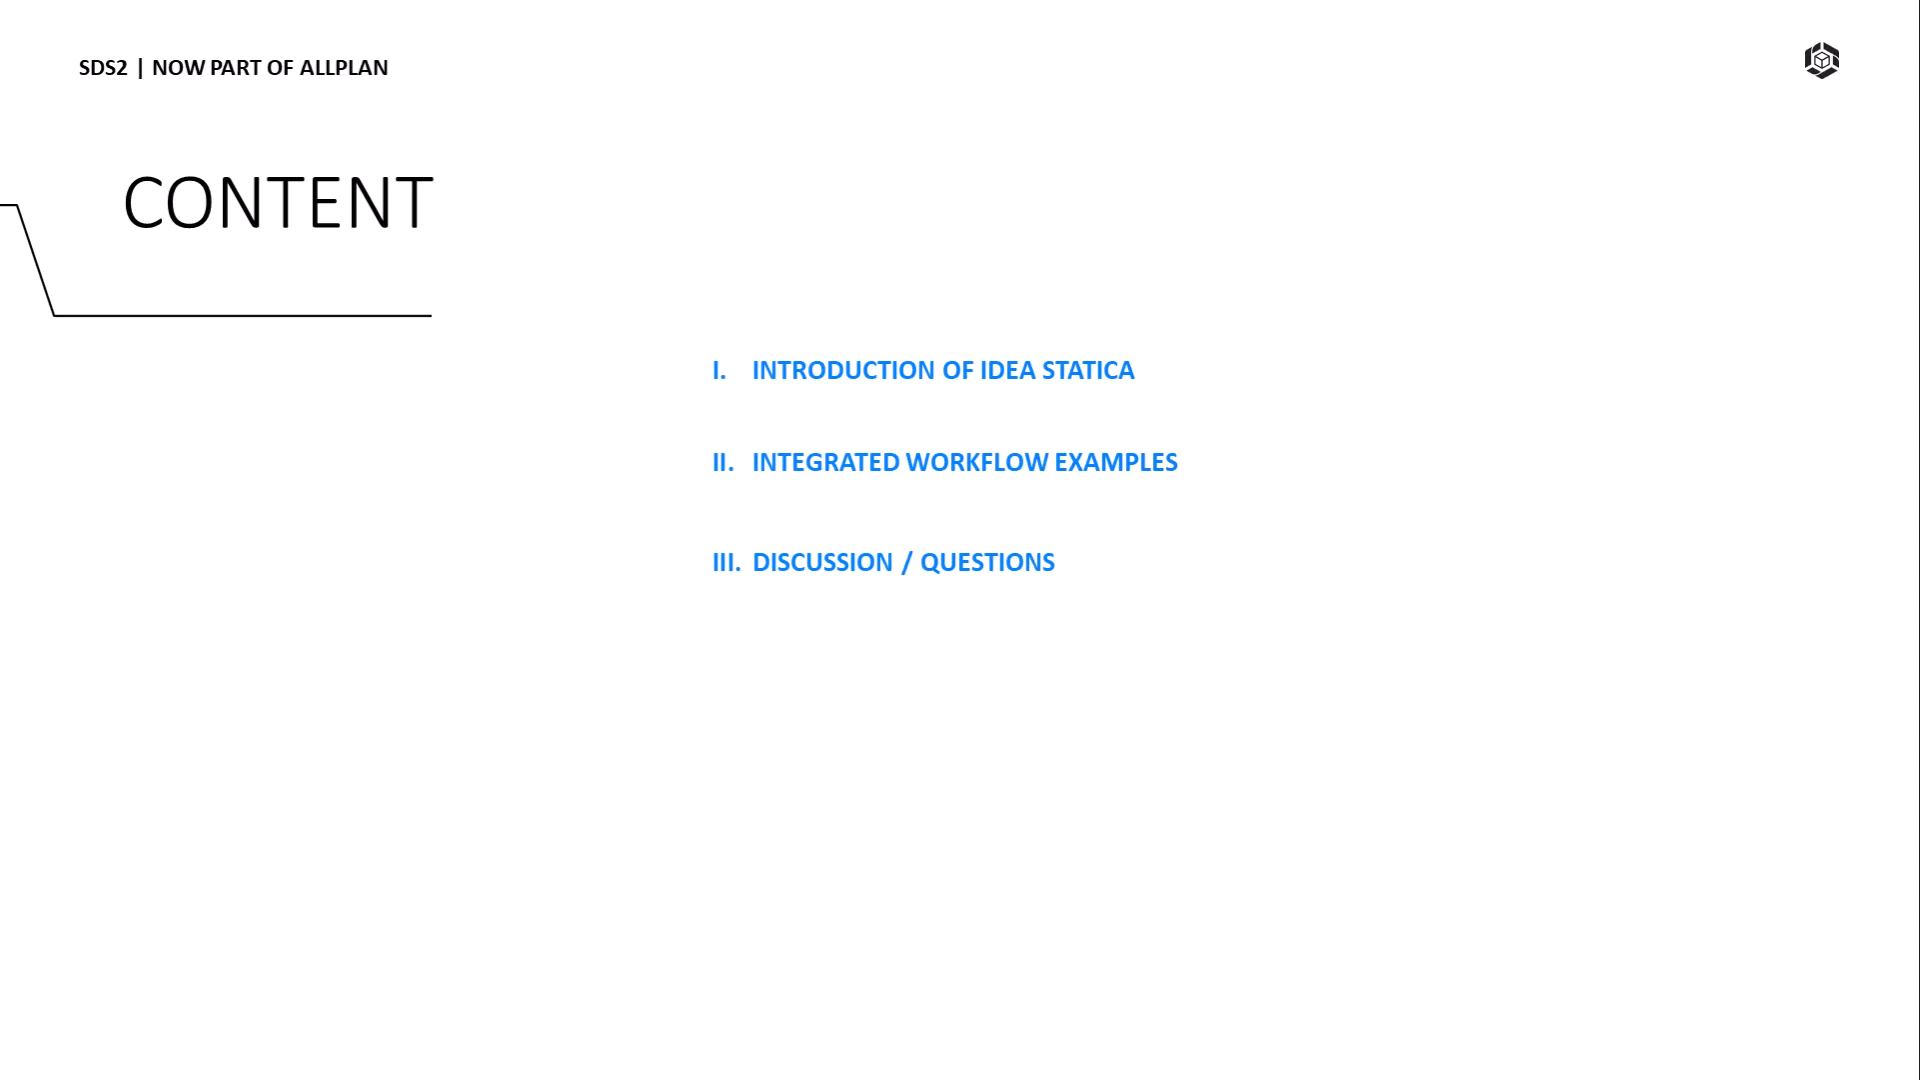 SDS2 | NOW PART OF ALLPLAN
CONTENT
I. INTRODUCTION OF IDEA STATICA
II. INTEGRATED WORKFLOW EXAMPLES
III. DISCUSSION / QUESTIONS